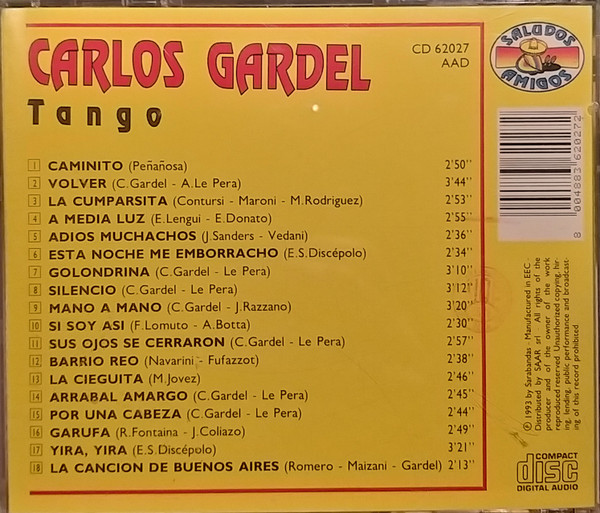 CARLOS GARDEL
Tango
CD 62027
AAD
SALUDOS
AMIGOS
1 CAMINITO (Peñañosa) 2'50''
2 VOLVER (C.Gardel - A.Le Pera) 3'44''
3 LA CUMPARSITA (Contursi - Maroni - M.Rodriguez) 2'53''
4 A MEDIA LUZ (E.Lengui - E.Donato) 2'55''
5 ADIOS MUCHACHOS (J.Sanders - Vedani) 2'36''
6 ESTA NOCHE ME EMBORRACHO (E.S.Discépolo) 2'34''
7 GOLONDRINA (C.Gardel - Le Pera) 3'10''
8 SILENCIO (C.Gardel - Le Pera) 3'12''
9 MANO A MANO (C.Gardel - J.Razzano) 3'20''
10 SI SOY ASI (F.Lomuto - A.Botta) 2'30''
11 SUS OJOS SE CERRARON (C.Gardel - Le Pera) 2'57''
12 BARRIO REO (Navarini - Fufazzot) 2'38''
13 LA CIEGUITA (M.Jovez) 2'46''
14 ARRABAL AMARGO (C.Gardel - Le Pera) 2'45''
15 POR UNA CABEZA (C.Gardel - Le Pera) 2'44''
16 GARUFA (R.Fontaina - J.Coliazo) 2'49''
17 YIRA, YIRA (E.S.Discépolo) 3'21''
18 LA CANCION DE BUENOS AIRES (Romero - Maizani - Gardel) 2'13''
8 004883 620272
℗ 1993 by Sarabandas - Manufactured in EEC -
Distributed by SAAR srl - All rights of the
producer and of the owner of the work
reproduced reserved. Unauthorized copying, hir-
ing, lending, public performance and broadcast-
ing of this record prohibited
COMPACT
disc
DIGITAL AUDIO